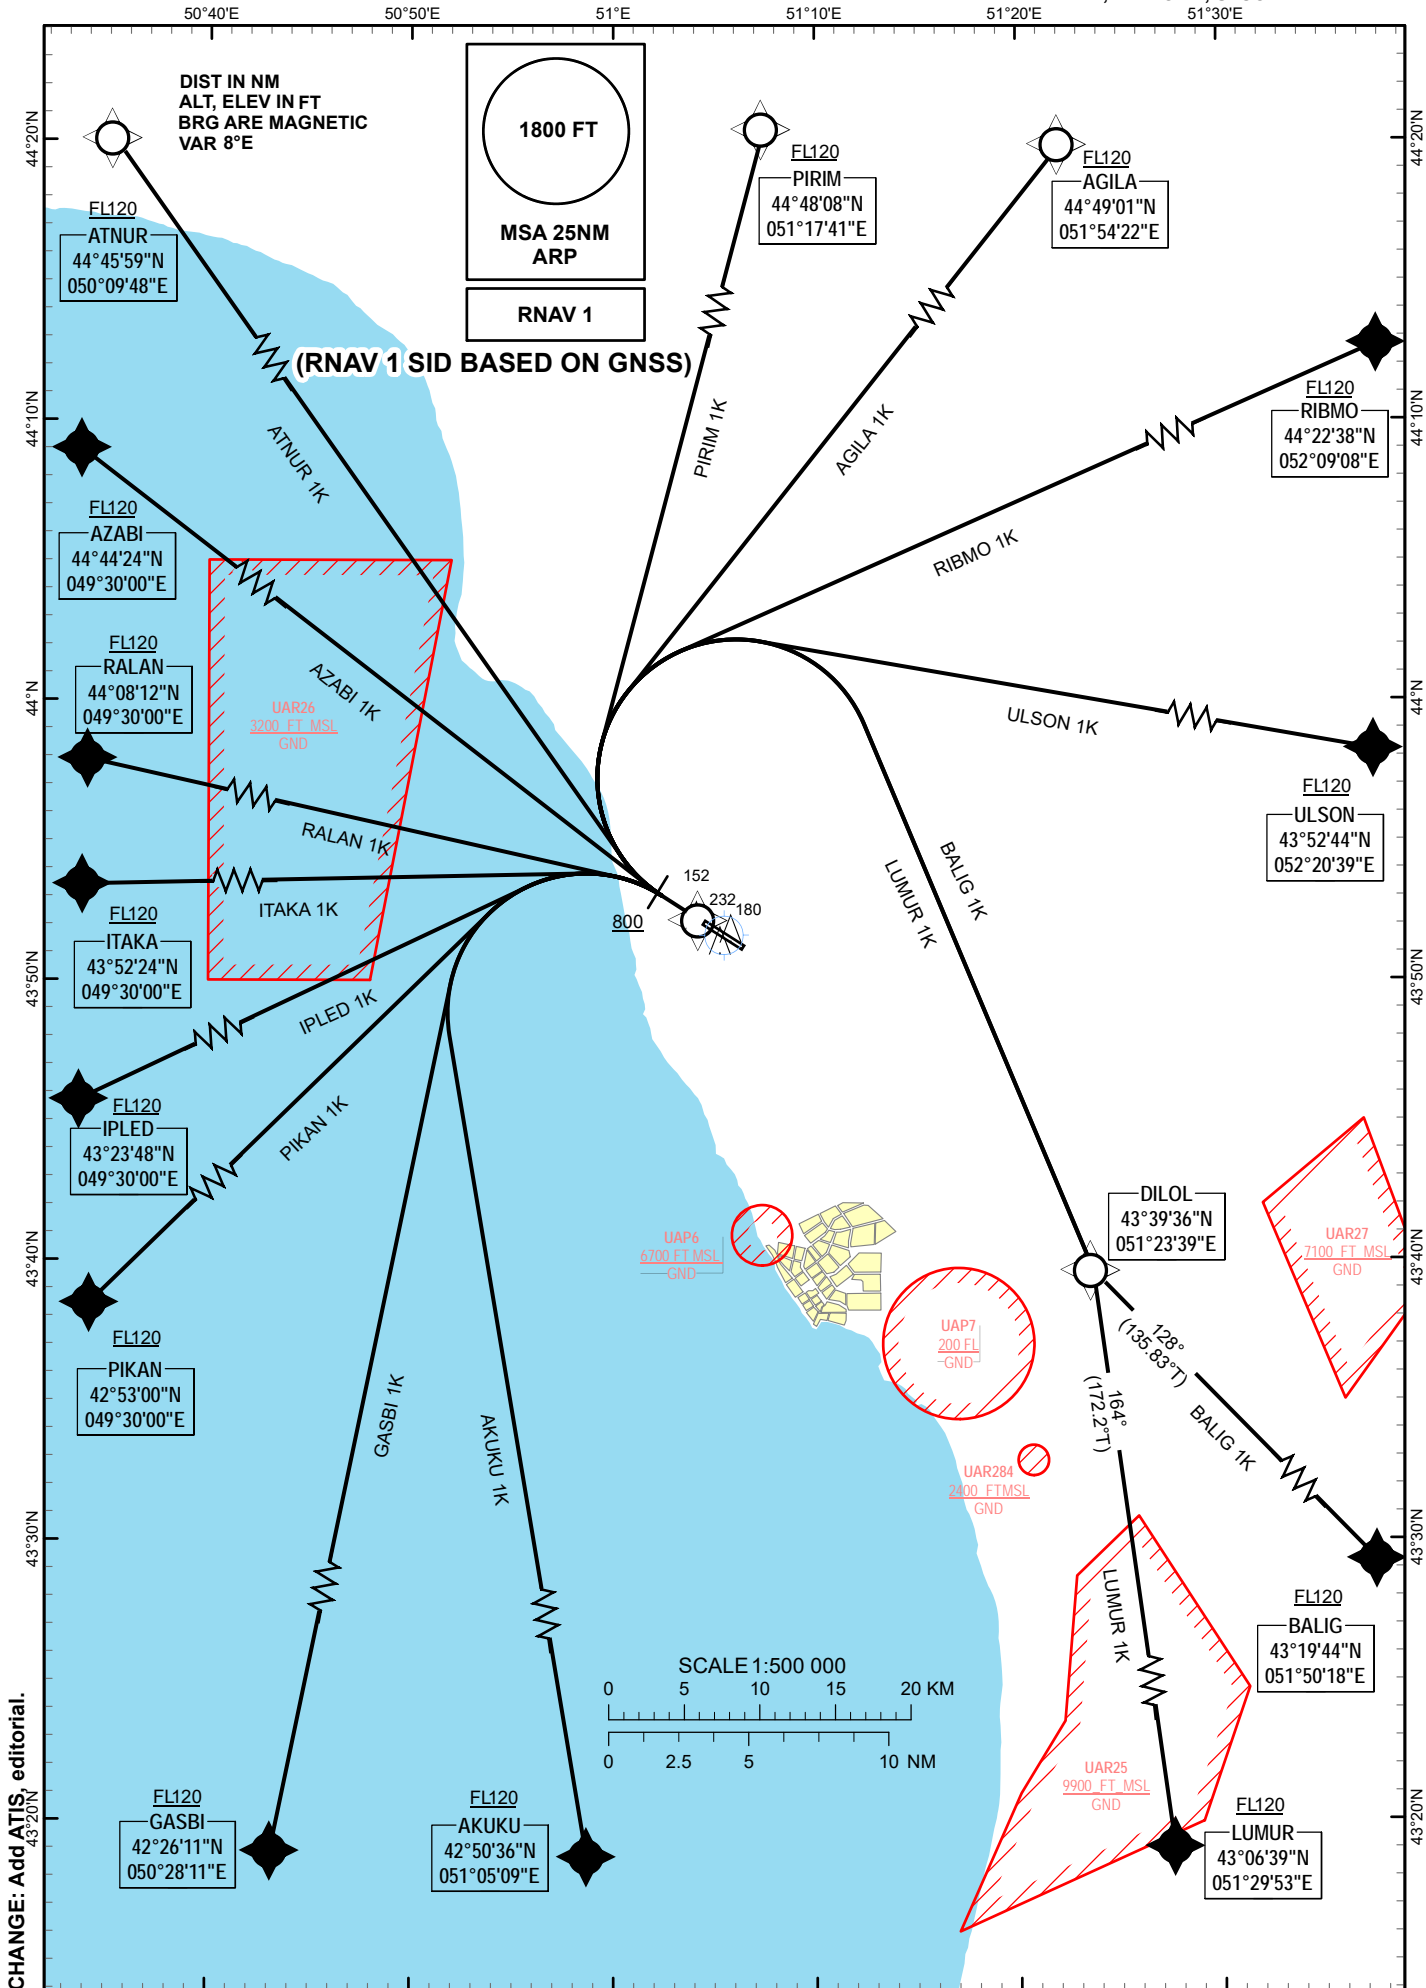 50°40'E
50°50'E
51°E
51°10'E
51°20'E
51°30'E
DIST IN NM
ALT, ELEV IN FT
BRG ARE MAGNETIC
VAR 8°E
1800 FT
MSA 25NM
ARP
RNAV 1
(RNAV 1 SID BASED ON GNSS)
FL120
ATNUR
44°45'59"N
050°09'48"E
FL120
PIRIM
44°48'08"N
051°17'41"E
FL120
AGILA
44°49'01"N
051°54'22"E
FL120
RIBMO
44°22'38"N
052°09'08"E
FL120
AZABI
44°44'24"N
049°30'00"E
FL120
RALAN
44°08'12"N
049°30'00"E
FL120
ULSON
43°52'44"N
052°20'39"E
FL120
ITAKA
43°52'24"N
049°30'00"E
FL120
IPLED
43°23'48"N
049°30'00"E
FL120
PIKAN
42°53'00"N
049°30'00"E
DILOL
43°39'36"N
051°23'39"E
FL120
BALIG
43°19'44"N
051°50'18"E
FL120
GASBI
42°26'11"N
050°28'11"E
FL120
AKUKU
42°50'36"N
051°05'09"E
FL120
LUMUR
43°06'39"N
051°29'53"E
ATNUR 1K
PIRIM 1K
AGILA 1K
RIBMO 1K
AZABI 1K
ULSON 1K
RALAN 1K
ITAKA 1K
IPLED 1K
PIKAN 1K
BALIG 1K
LUMUR 1K
GASBI 1K
AKUKU 1K
BALIG 1K
LUMUR 1K
152
232
180
800
128°
(135.83°T)
164°
(172.2°T)
UAR26
3200 FT MSL
GND
UAP6
6700 FT MSL
GND
UAP7
200 FL
GND
UAR27
7100 FT MSL
GND
UAR284
2400 FTMSL
GND
UAR25
9900 FT MSL
GND
SCALE 1:500 000
0 5 10 15 20 KM
0 2.5 5 10 NM
44°20'N
44°10'N
44°N
43°50'N
43°40'N
43°30'N
43°20'N
44°20'N
44°10'N
44°N
43°50'N
43°40'N
43°30'N
43°20'N
CHANGE: Add ATIS, editorial.